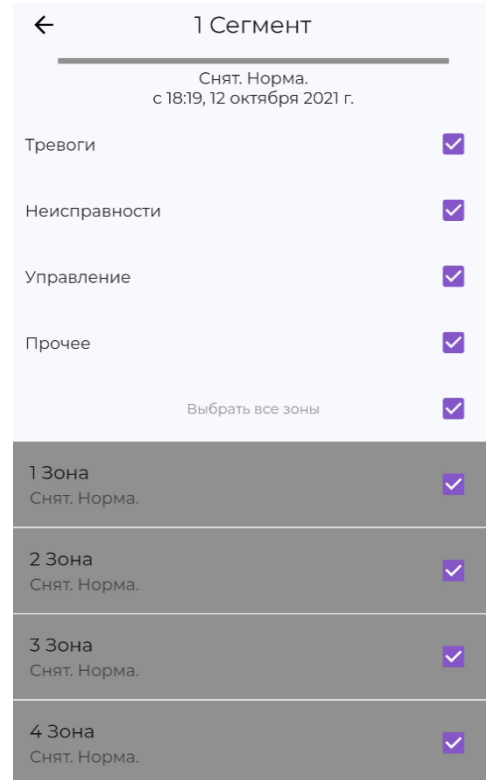 1 Сегмент
Снят. Норма.
с 18:19, 12 октября 2021 г.
Тревоги
Неисправности
Управление
Прочее
Выбрать все зоны
1 Зона
Снят. Норма.
2 Зона
Снят. Норма.
3 Зона
Снят. Норма.
4 Зона
Снят. Норма.